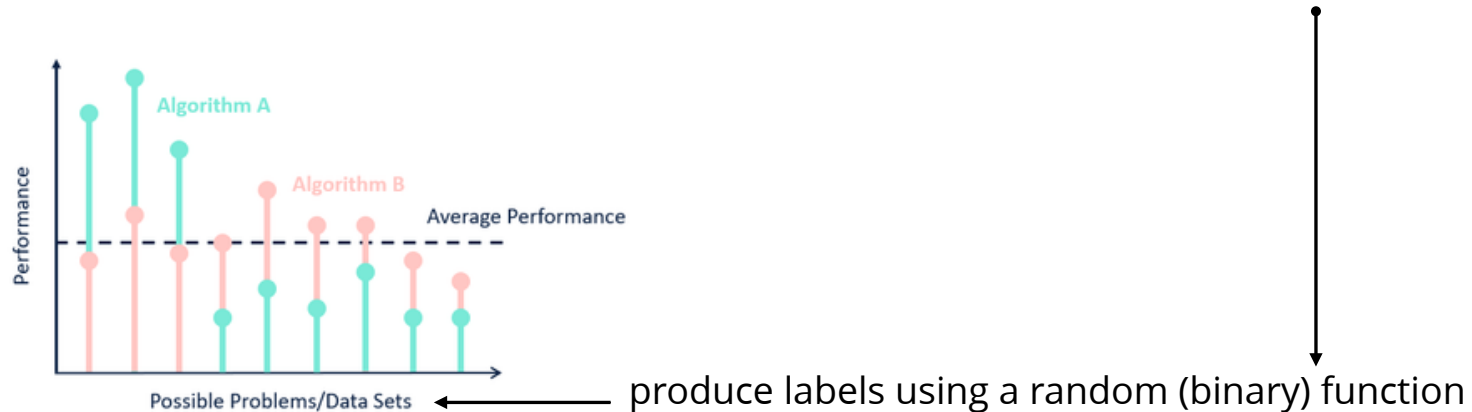 Algorithm A
Algorithm B
Average Performance
Performance
Possible Problems/Data Sets
produce labels using a random (binary) function